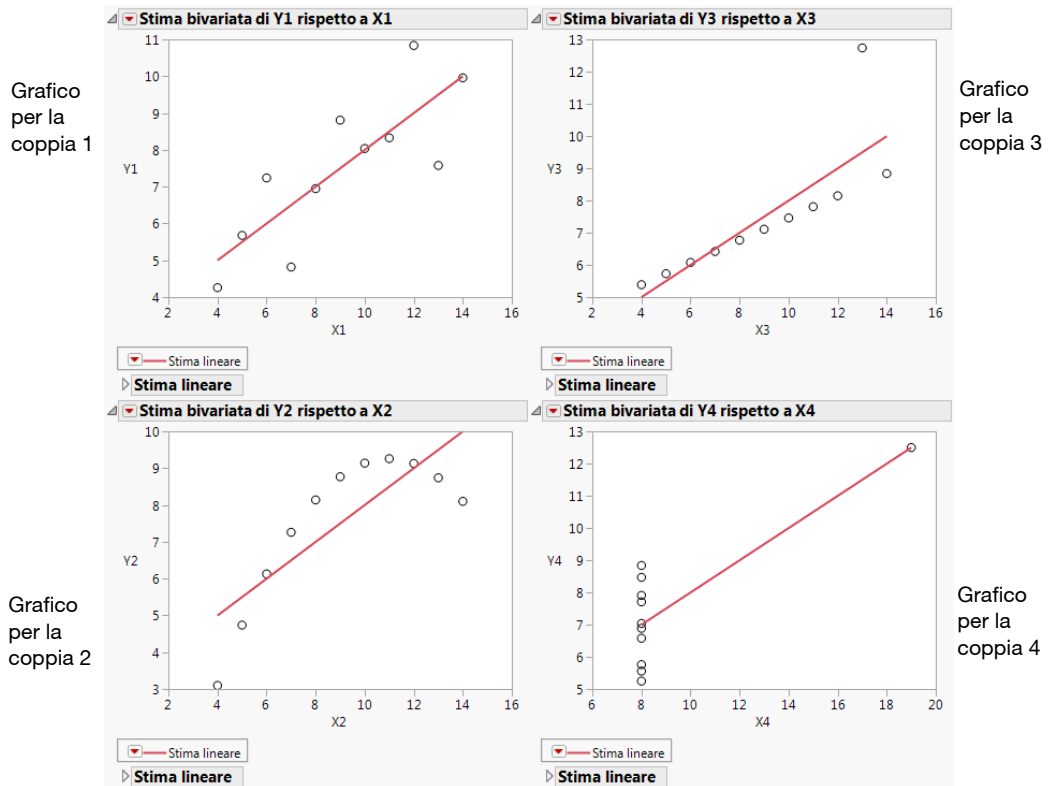 Stima bivariata di Y1 rispetto a X1
Grafico
per la
coppia 1
11
10
9
8
7
6
5
4
Y1
2 4 6 8 10 12 14 16
X1
Stima lineare
Stima lineare
Stima bivariata di Y3 rispetto a X3
Grafico
per la
coppia 3
13
12
11
10
9
8
7
6
5
Y3
2 4 6 8 10 12 14 16
X3
Stima lineare
Stima lineare
Stima bivariata di Y2 rispetto a X2
Grafico
per la
coppia 2
10
9
8
7
6
5
4
3
Y2
2 4 6 8 10 12 14 16
X2
Stima lineare
Stima lineare
Stima bivariata di Y4 rispetto a X4
Grafico
per la
coppia 4
13
12
11
10
9
8
7
6
5
Y4
6 8 10 12 14 16 18 20
X4
Stima lineare
Stima lineare